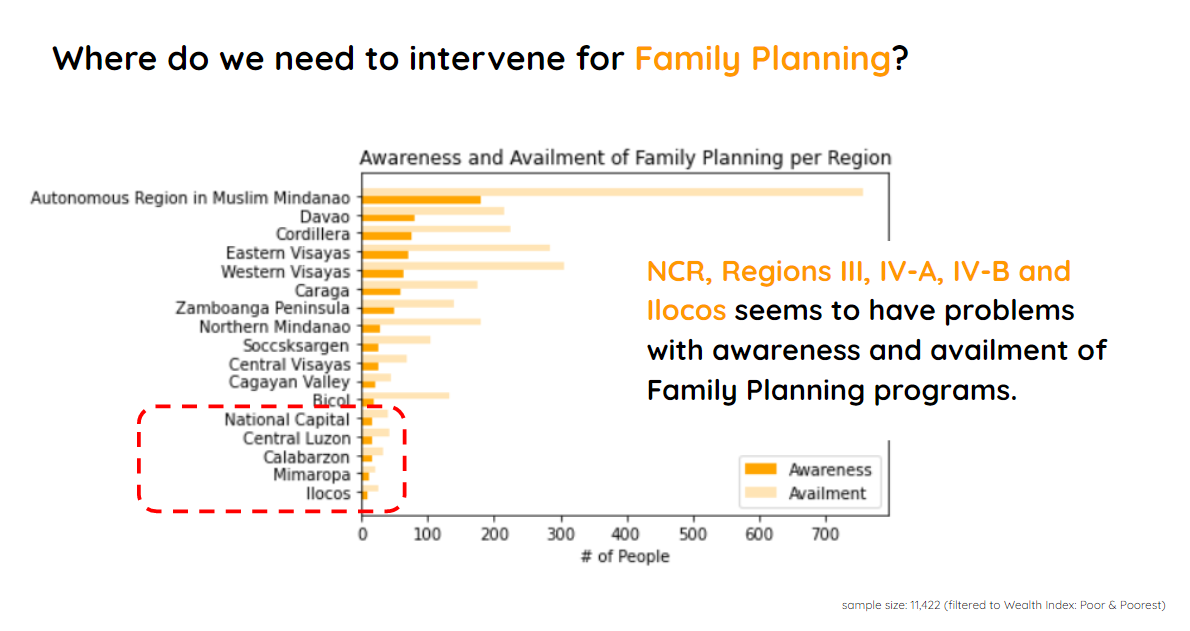 Where do we need to intervene for Family Planning?
Awareness and Availment of Family Planning per Region
Autonomous Region in Muslim Mindanao
Davao
Cordillera
Eastern Visayas
Western Visayas
Caraga
Zamboanga Peninsula
Northern Mindanao
Soccsksargen
Central Visayas
Cagayan Valley
Bicol
National Capital
Central Luzon
Calabarzon
Mimaropa
Ilocos
NCR, Regions III, IV-A, IV-B and
Ilocos seems to have problems
with awareness and availment of
Family Planning programs.
Awareness
Availment
0 100 200 300 400 500 600 700
# of People
sample size: 11,422 (filtered to Wealth Index: Poor & Poorest)